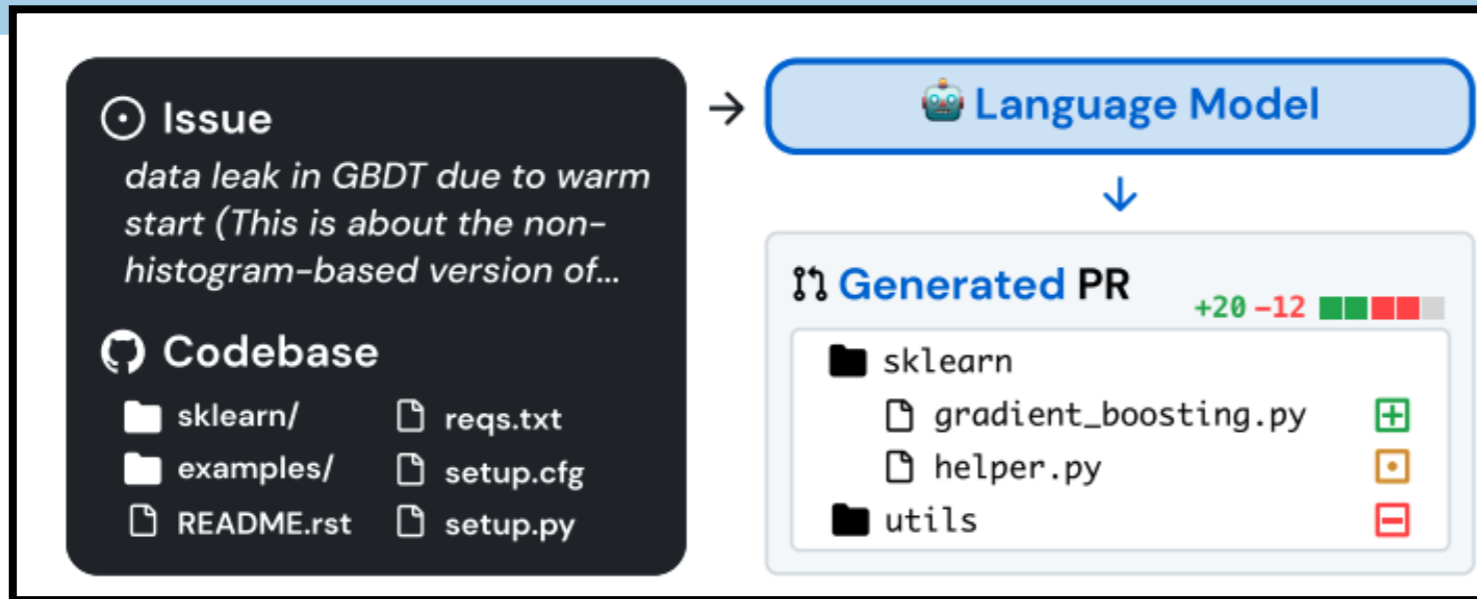 Issue
data leak in GBDT due to warm
start (This is about the non-
histogram-based version of...
Codebase
sklearn/
reqs.txt
examples/
setup.cfg
README.rst
setup.py
Language Model
Generated PR
+20 -12
sklearn
gradient_boosting.py
helper.py
utils